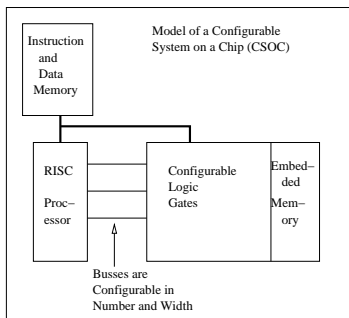 Model of a Configurable
System on a Chip (CSOC)
Instruction
and
Data
Memory
RISC
Proc–
essor
Configurable
Logic
Gates
Embed–
ded
Mem–
ory
Busses are
Configurable in
Number and Width